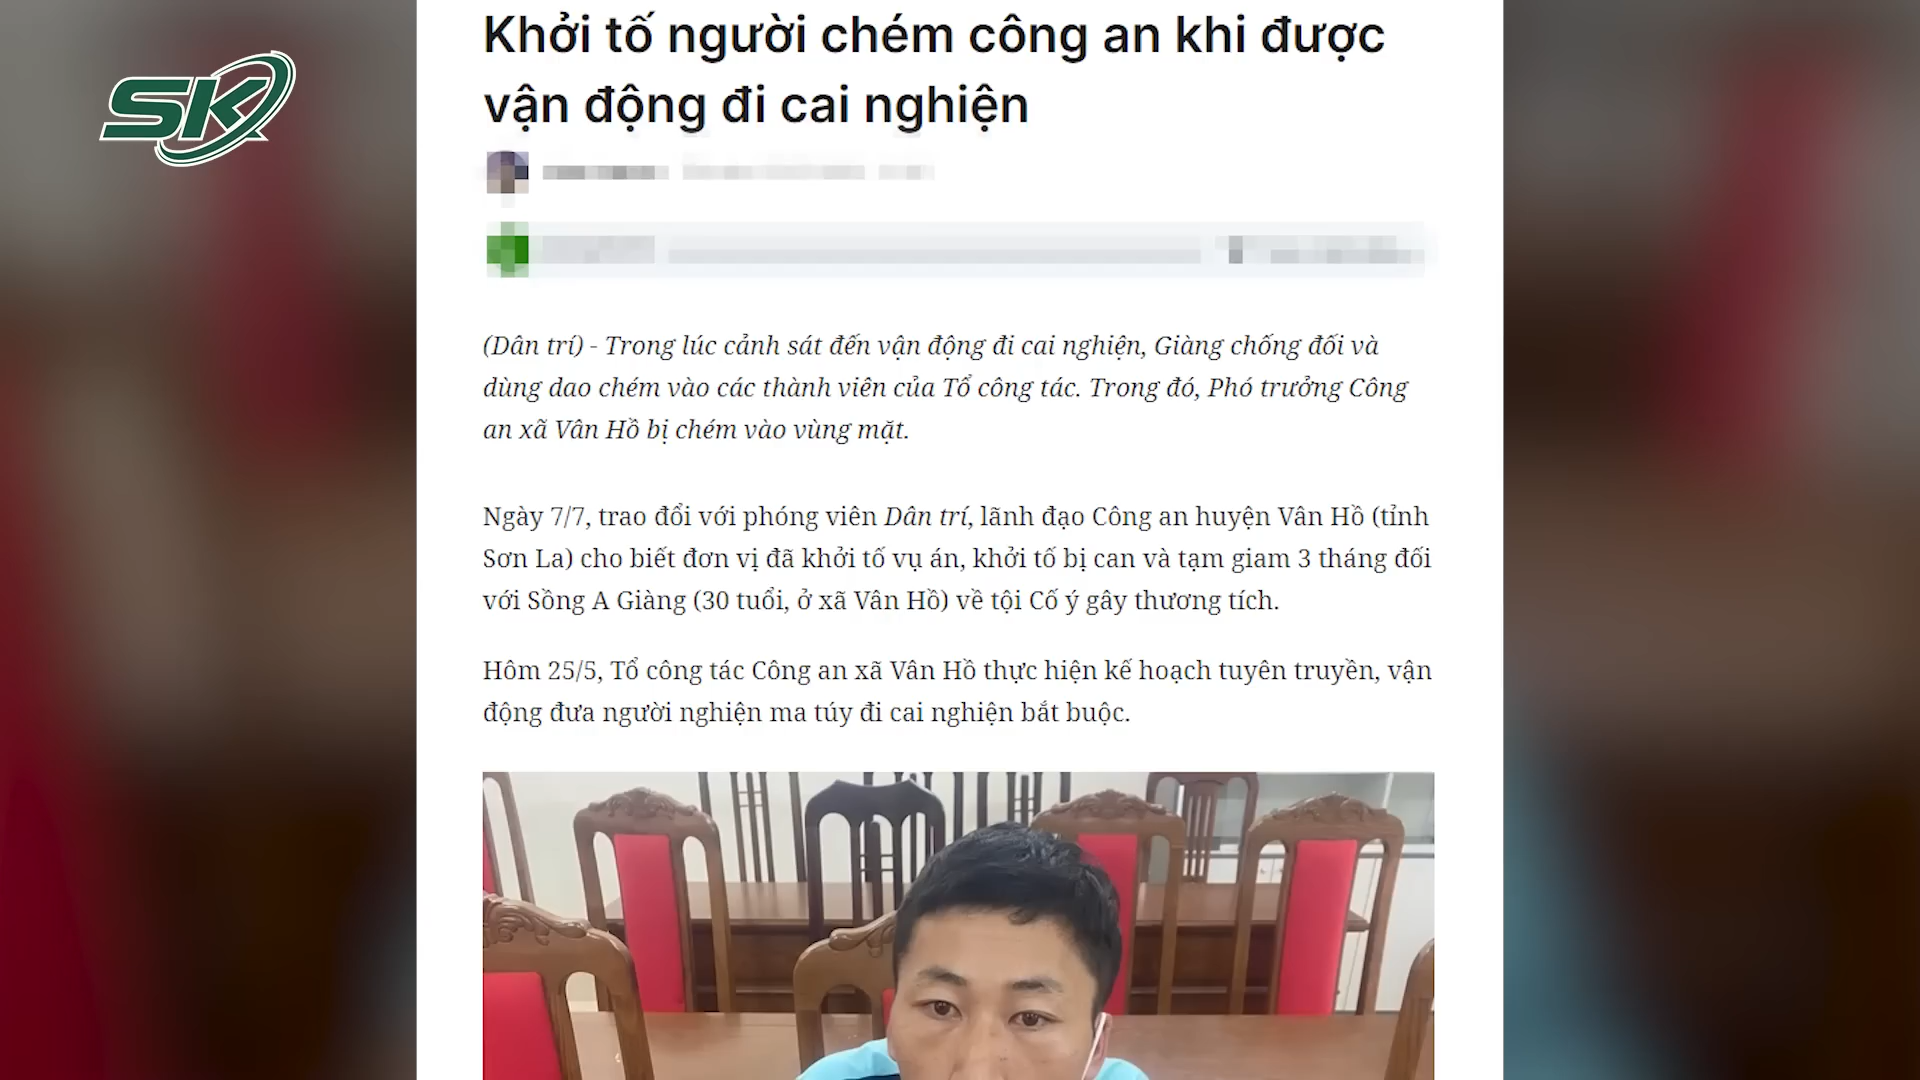 SK
Khởi tố người chém công an khi được
vận động đi cai nghiện
(Dân trí) - Trong lúc cảnh sát đến vận động đi cai nghiện, Giàng chống đối và
dùng dao chém vào các thành viên của Tổ công tác. Trong đó, Phó trưởng Công
an xã Vân Hồ bị chém vào vùng mặt.
Ngày 7/7, trao đổi với phóng viên Dân trí, lãnh đạo Công an huyện Vân Hồ (tỉnh
Sơn La) cho biết đơn vị đã khởi tố vụ án, khởi tố bị can và tạm giam 3 tháng đối
với Sồng A Giàng (30 tuổi, ở xã Vân Hồ) về tội Cố ý gây thương tích.
Hôm 25/5, Tổ công tác Công an xã Vân Hồ thực hiện kế hoạch tuyên truyền, vận
động đưa người nghiện ma túy đi cai nghiện bắt buộc.